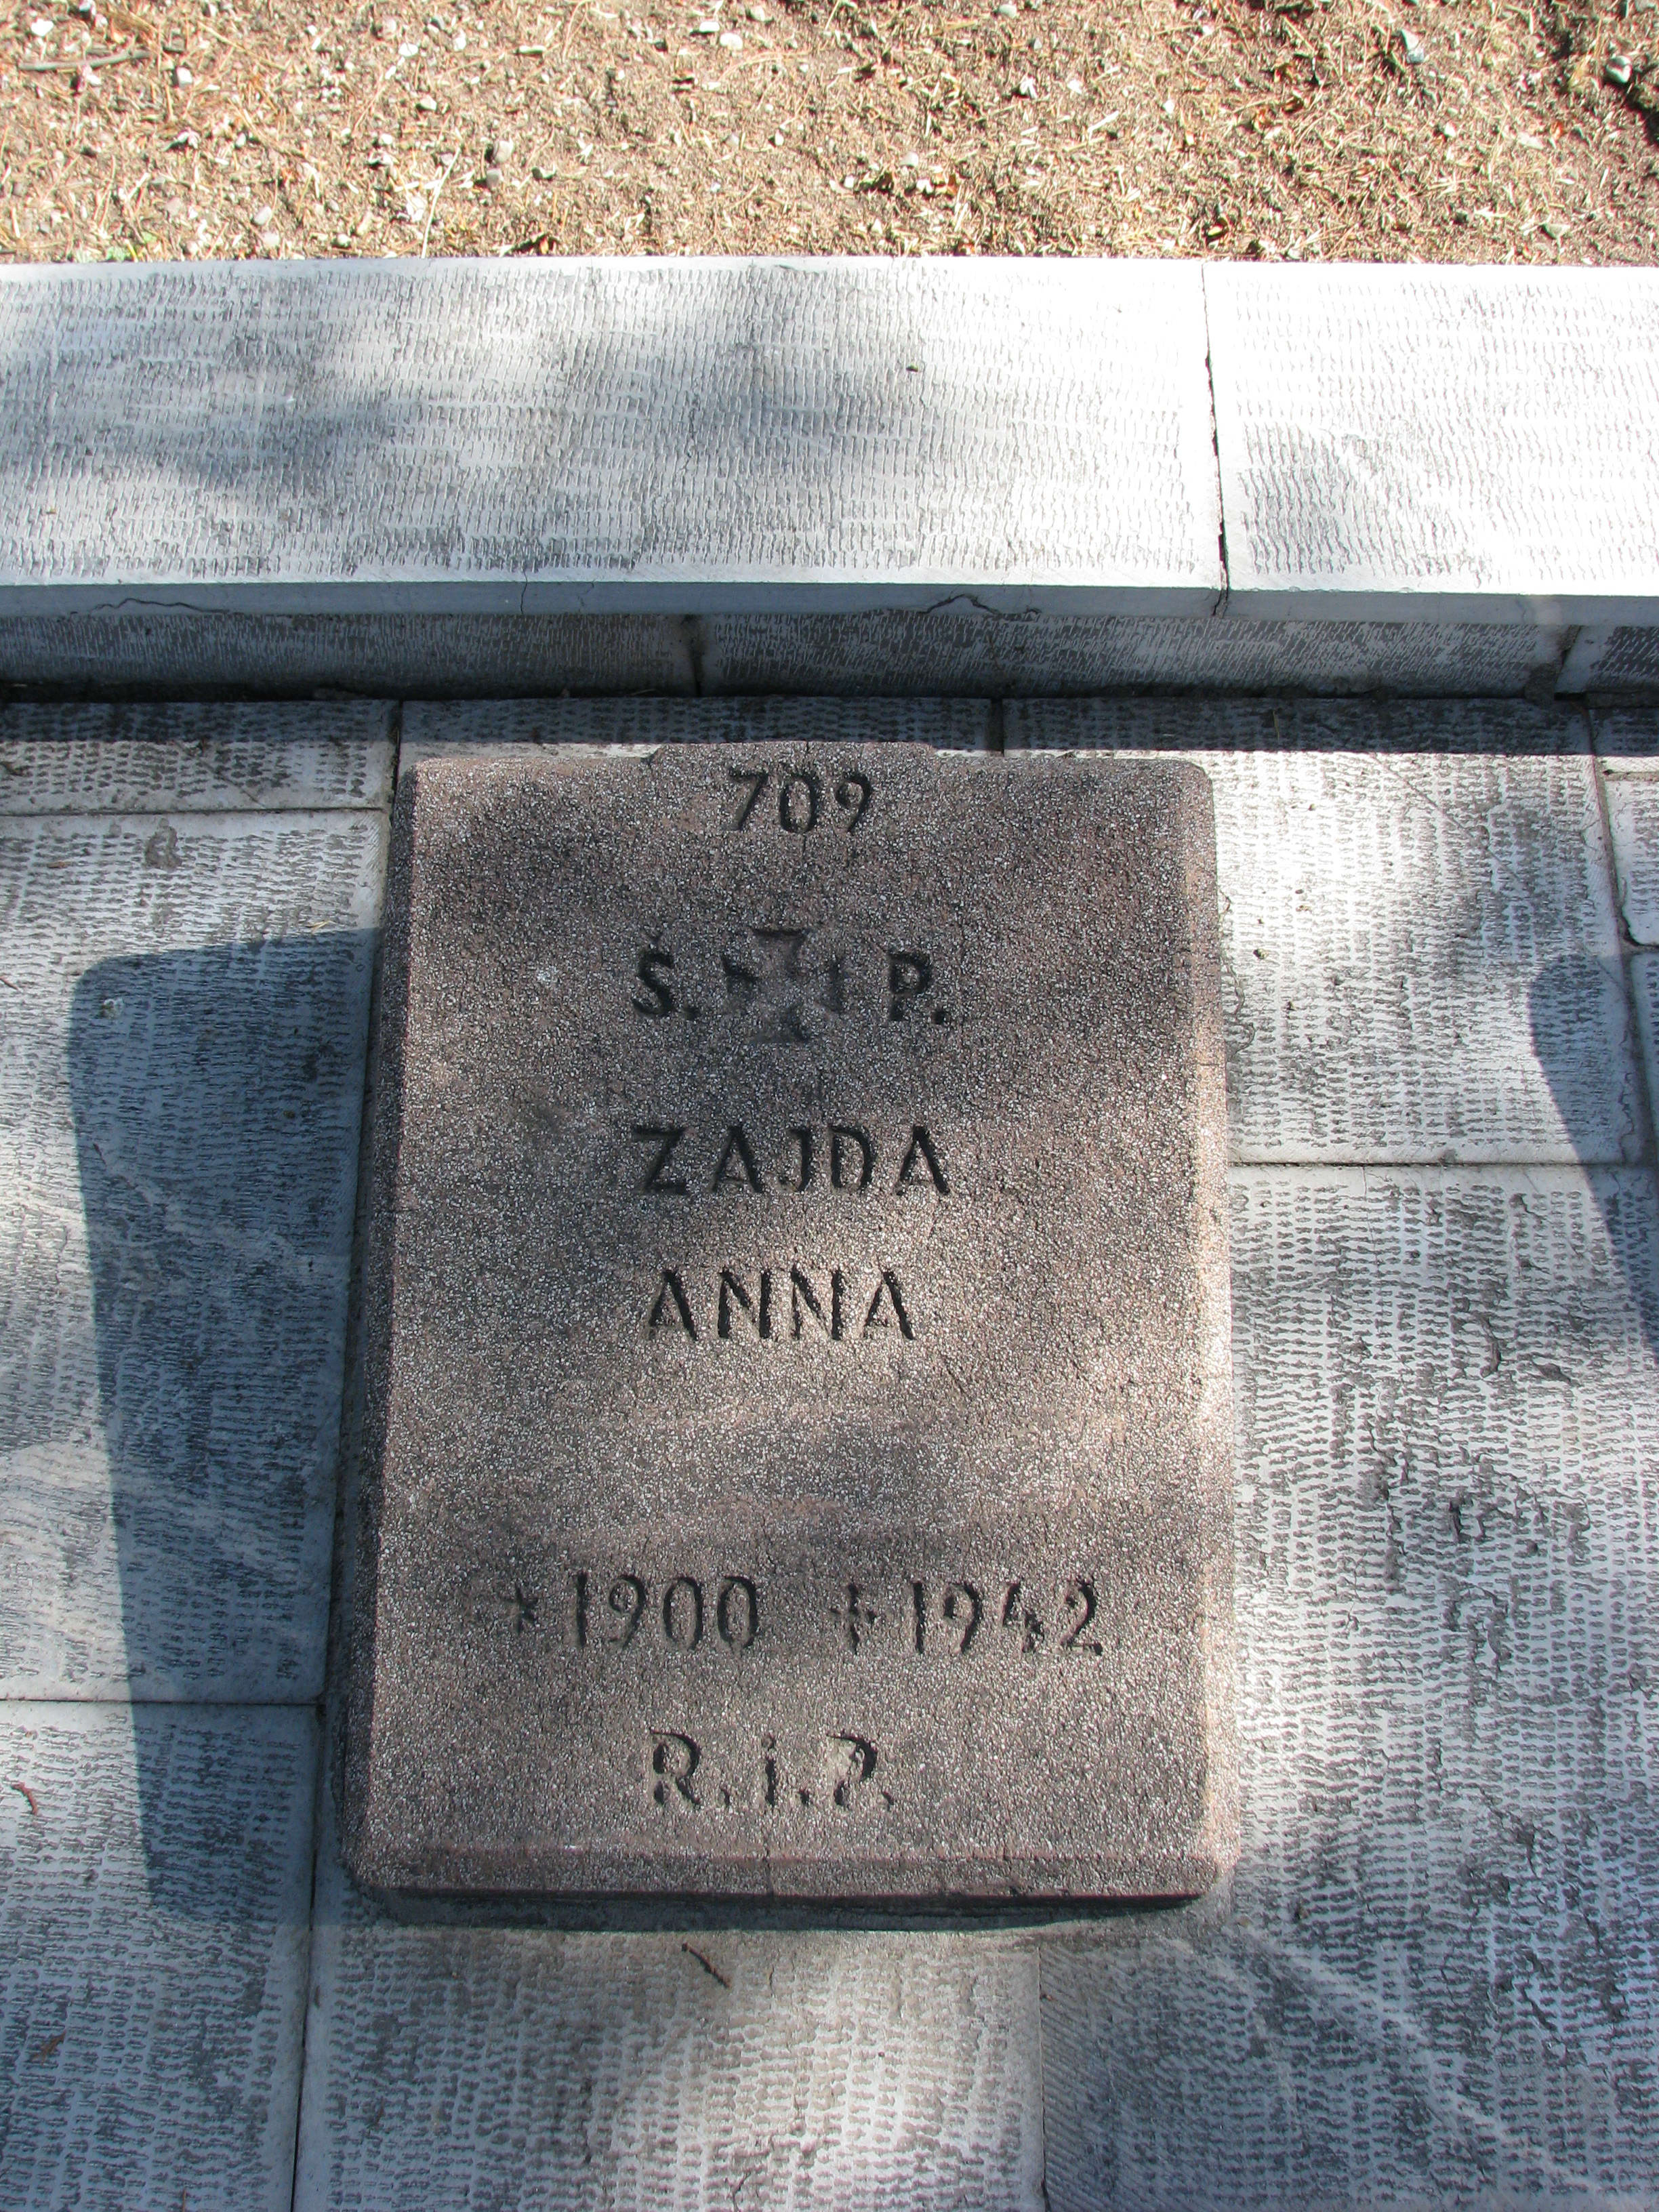 709
S. P.
ZAJDA
ANNA
*1900 +1942
R.i.P.